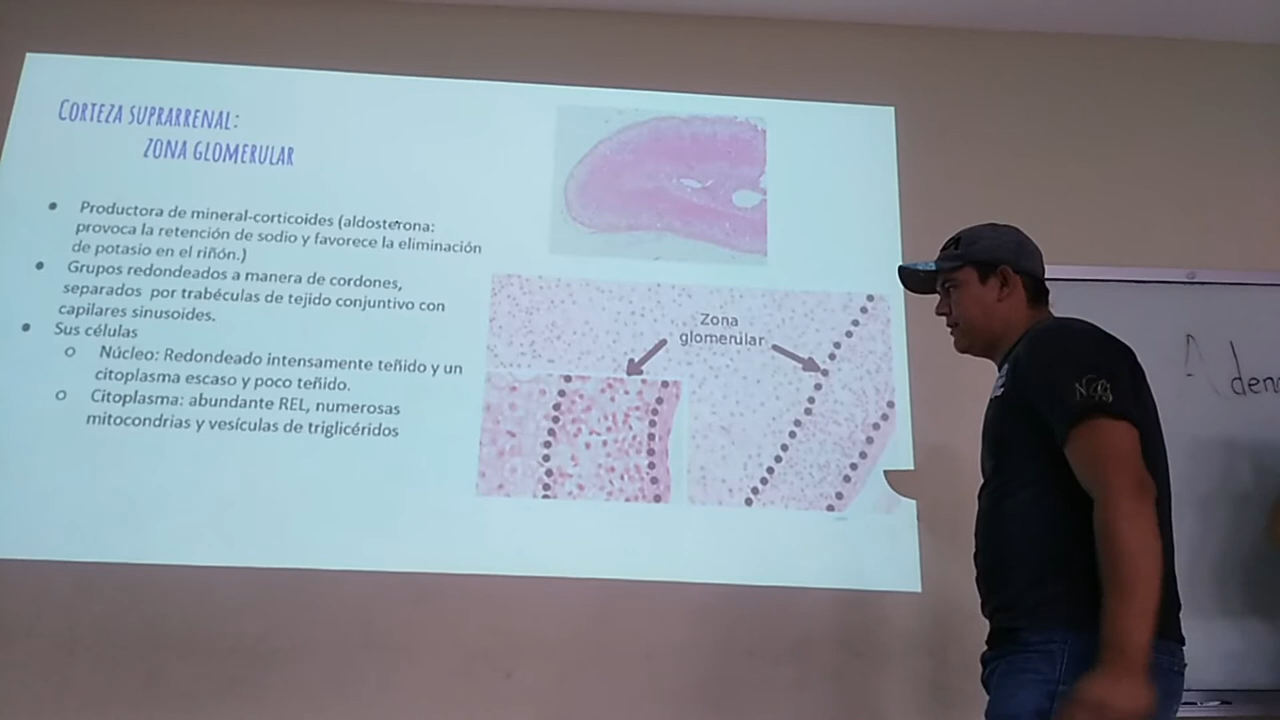 CORTEZA SUPRARRENAL:
ZONA GLOMERULAR
• Productora de mineral-corticoides (aldosterona:
provoca la retención de sodio y favorece la eliminación
de potasio en el riñón.)
• Grupos redondeados a manera de cordones,
separados por trabéculas de tejido conjuntivo con
capilares sinusoides.
• Sus células
o Núcleo: Redondeado intensamente teñido y un
citoplasma escaso y poco teñido.
o Citoplasma: abundante REL, numerosas
mitocondrias y vesículas de triglicéridos
Zona
glomerular
Aden